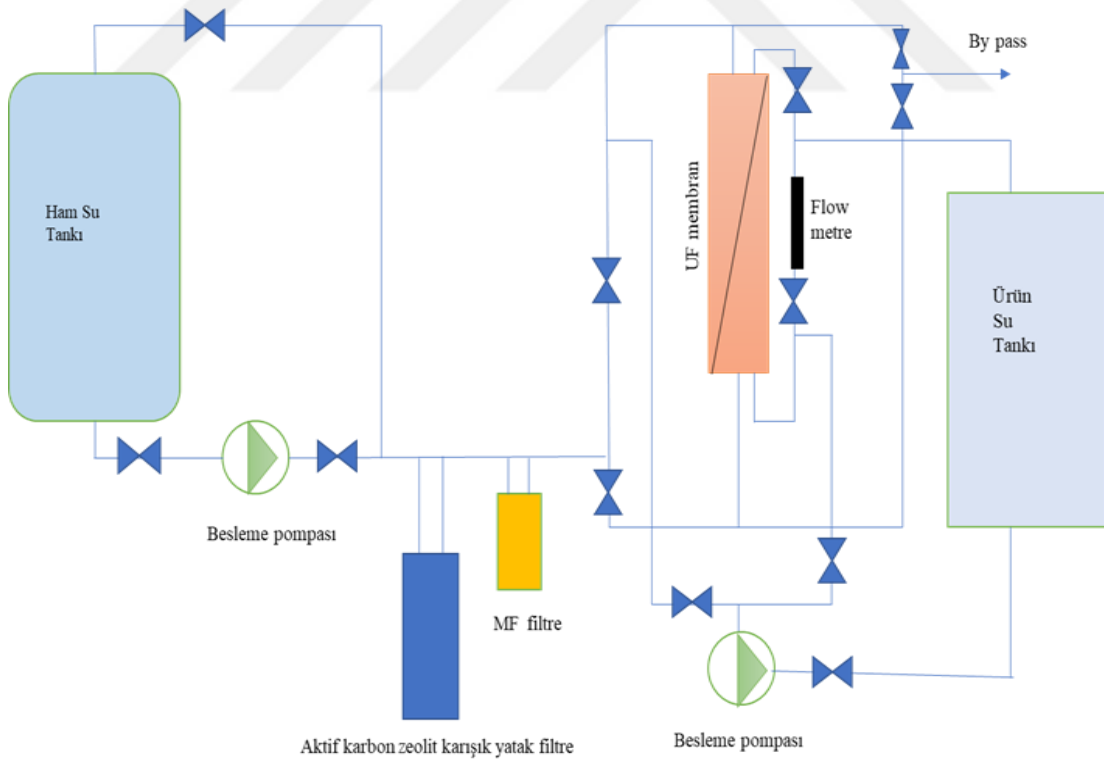 By pass
Ham Su
Tankı
UF membran
Flow
metre
Ürün
Su
Tankı
Besleme pompası
MF filtre
Aktif karbon zeolit karışık yatak filtre
Besleme pompası